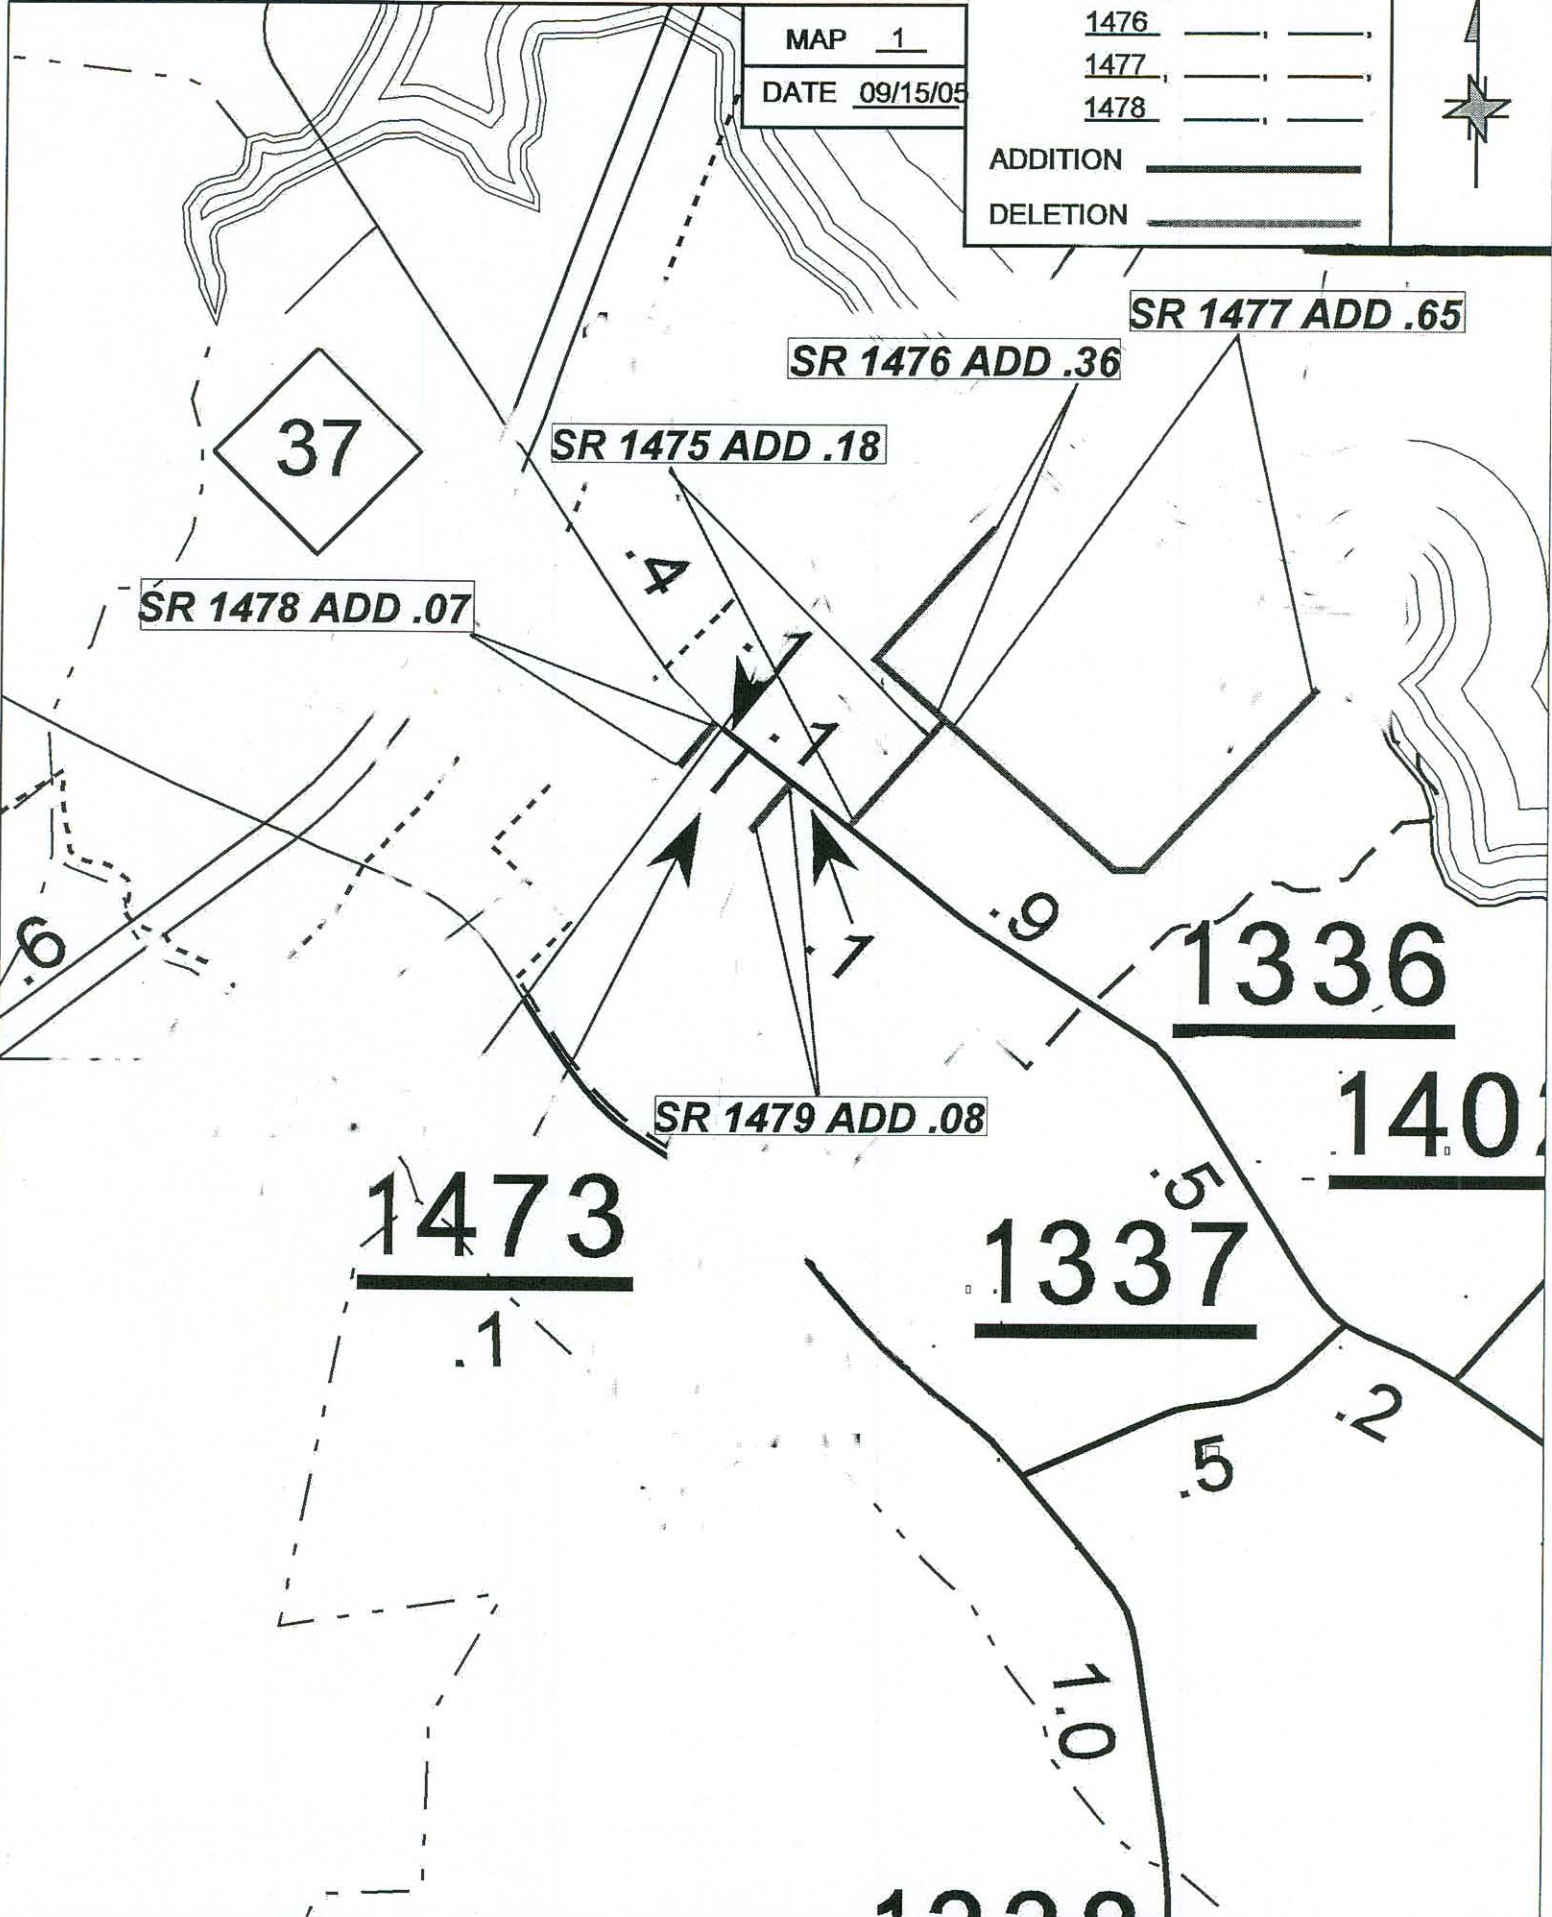 MAP 1
DATE 09/15/05
1476
1477
1478
ADDITION
DELETION
SR 1477 ADD .65
SR 1476 ADD .36
SR 1475 ADD .18
37
.4
SR 1478 ADD .07
.1
.1
.9
.6
.1
1336
1402
SR 1479 ADD .08
.5
1473
1337
.1
.2
.5
1.0